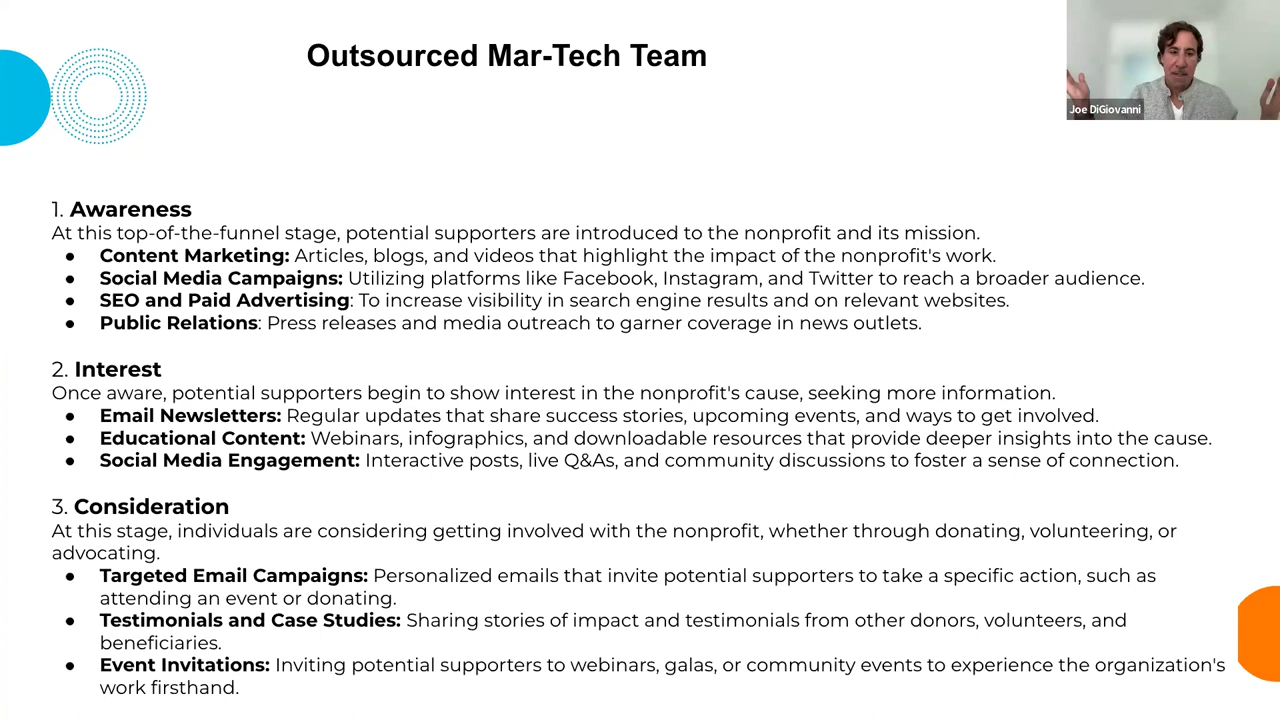 Outsourced Mar-Tech Team
Joe DiGiovanni
1. Awareness
At this top-of-the-funnel stage, potential supporters are introduced to the nonprofit and its mission.
● Content Marketing: Articles, blogs, and videos that highlight the impact of the nonprofit's work.
● Social Media Campaigns: Utilizing platforms like Facebook, Instagram, and Twitter to reach a broader audience.
● SEO and Paid Advertising: To increase visibility in search engine results and on relevant websites.
● Public Relations: Press releases and media outreach to garner coverage in news outlets.
2. Interest
Once aware, potential supporters begin to show interest in the nonprofit's cause, seeking more information.
● Email Newsletters: Regular updates that share success stories, upcoming events, and ways to get involved.
● Educational Content: Webinars, infographics, and downloadable resources that provide deeper insights into the cause.
● Social Media Engagement: Interactive posts, live Q&As, and community discussions to foster a sense of connection.
3. Consideration
At this stage, individuals are considering getting involved with the nonprofit, whether through donating, volunteering, or
advocating.
● Targeted Email Campaigns: Personalized emails that invite potential supporters to take a specific action, such as
attending an event or donating.
● Testimonials and Case Studies: Sharing stories of impact and testimonials from other donors, volunteers, and
beneficiaries.
● Event Invitations: Inviting potential supporters to webinars, galas, or community events to experience the organization's
work firsthand.